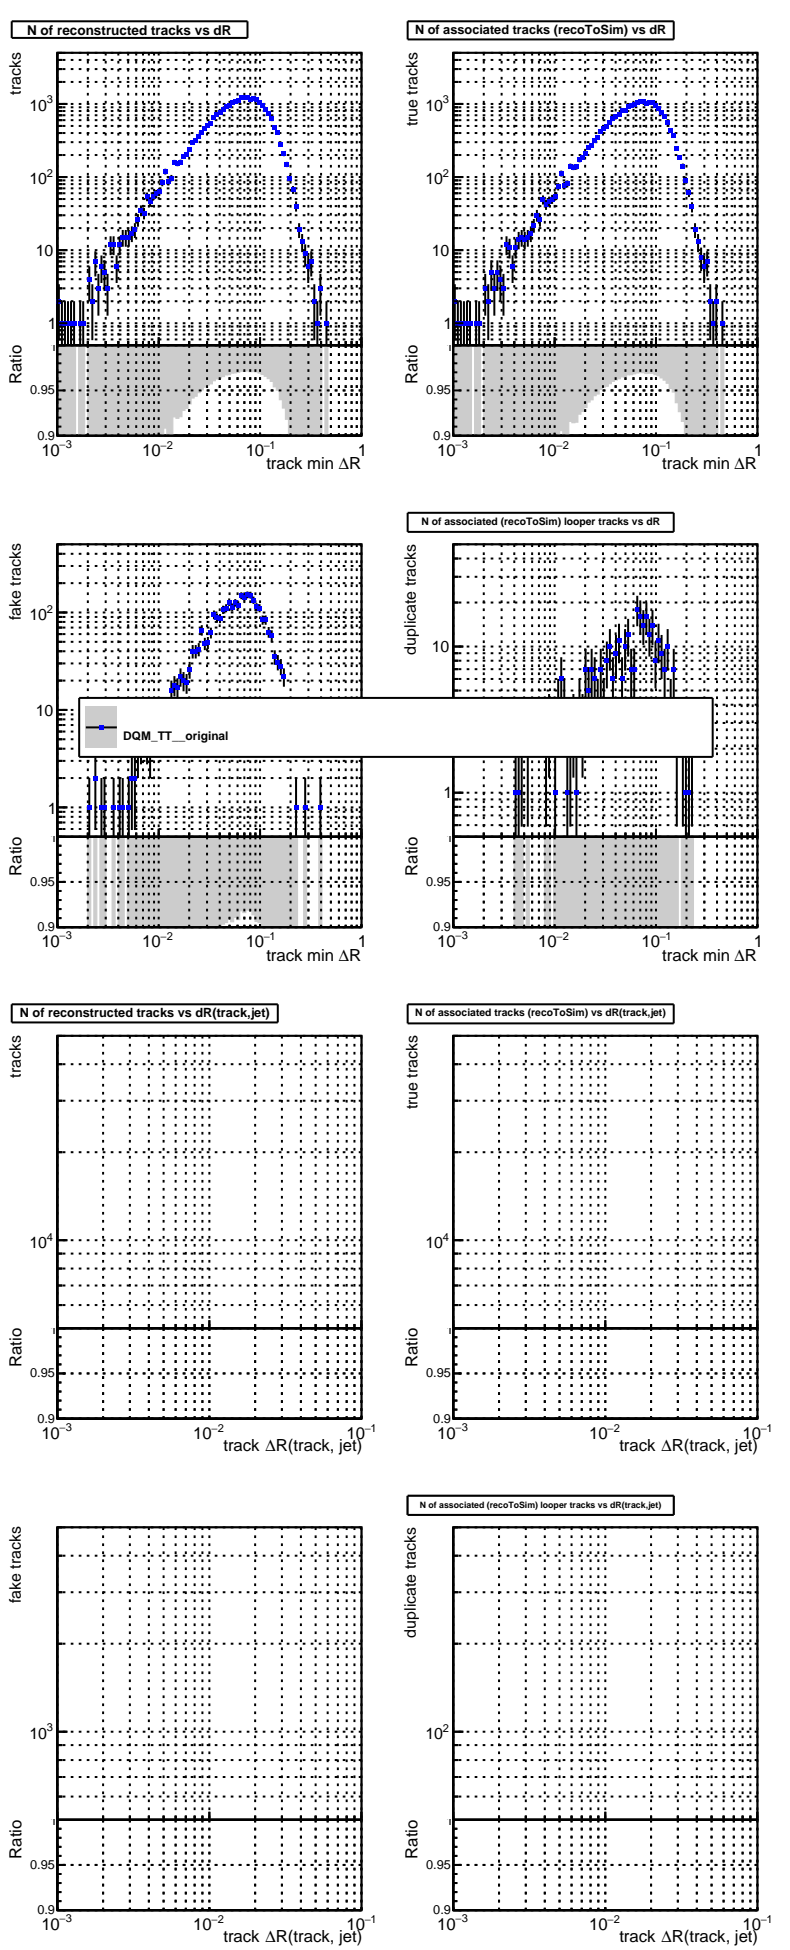 N of reconstructed tracks vs dR
tracks
10³
10²
10
1
Ratio
1
0.95
0.9
10⁻³
10⁻²
10⁻¹
1
track min ΔR
N of associated tracks (recoToSim) vs dR
true tracks
10³
10²
10
1
Ratio
1
0.95
0.9
10⁻³
10⁻²
10⁻¹
1
track min ΔR
fake tracks
10²
10
1
Ratio
1
0.95
0.9
10⁻³
10⁻²
10⁻¹
1
track min ΔR
N of associated (recoToSim) looper tracks vs dR
duplicate tracks
10
1
Ratio
1
0.95
0.9
10⁻³
10⁻²
10⁻¹
1
track min ΔR
DQM_TT__original
N of reconstructed tracks vs dR(track,jet)
tracks
10⁴
Ratio
1
0.95
0.9
10⁻³
10⁻²
10⁻¹
track ΔR(track, jet)
N of associated tracks (recoToSim) vs dR(track,jet)
true tracks
10⁴
Ratio
1
0.95
0.9
10⁻³
10⁻²
10⁻¹
track ΔR(track, jet)
fake tracks
10³
Ratio
1
0.95
0.9
10⁻³
10⁻²
10⁻¹
track ΔR(track, jet)
N of associated (recoToSim) looper tracks vs dR(track,jet)
duplicate tracks
10²
Ratio
1
0.95
0.9
10⁻³
10⁻²
10⁻¹
track ΔR(track, jet)